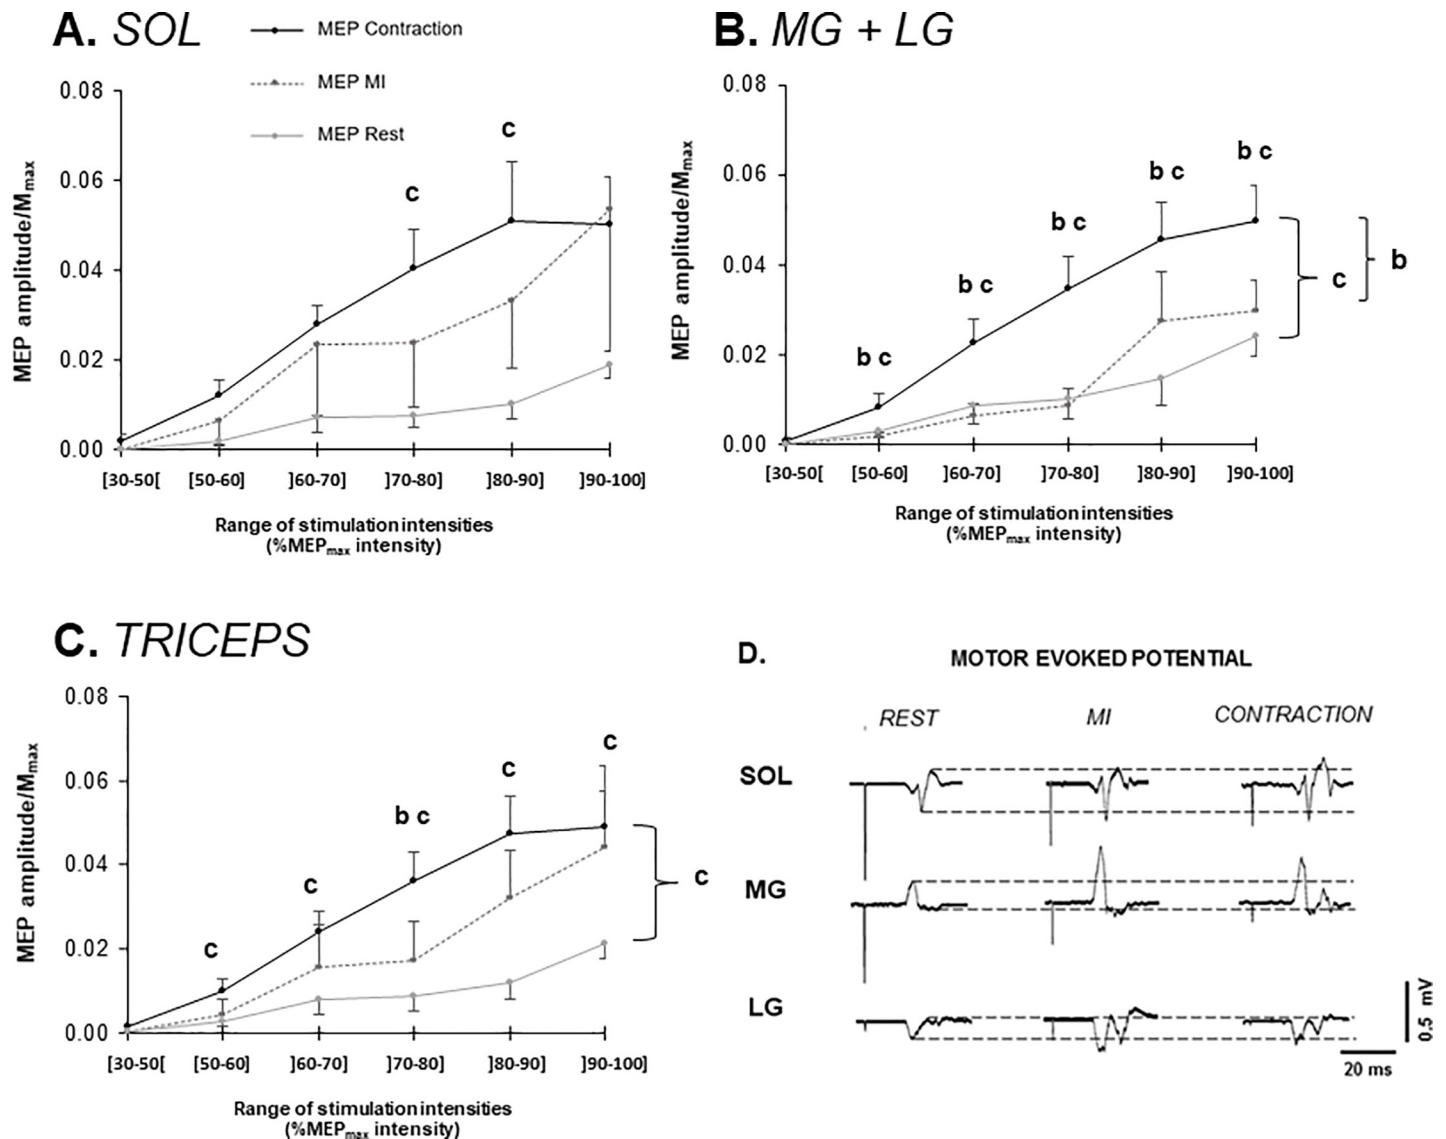 A. SOL
MEP Contraction
MEP MI
MEP Rest
0.08
0.06
0.04
0.02
0.00
MEP amplitude/Mmax
c
c
[30-50[ [50-60] ]60-70] ]70-80] ]80-90] ]90-100]
Range of stimulation intensities
(%MEPmax intensity)
B. MG + LG
0.08
0.06
0.04
0.02
0.00
MEP amplitude/Mmax
b c
b c
b c
b c
b c
c
b
[30-50[ [50-60] ]60-70] ]70-80] ]80-90] ]90-100]
Range of stimulation intensities
(%MEPmax intensity)
C. TRICEPS
0.08
0.06
0.04
0.02
0.00
MEP amplitude/Mmax
c
c
b c
c
c
c
[30-50[ [50-60] ]60-70] ]70-80] ]80-90] ]90-100]
Range of stimulation intensities
(%MEPmax intensity)
D.
MOTOR EVOKED POTENTIAL
REST MI CONTRACTION
SOL
MG
LG
0.5 mV
20 ms